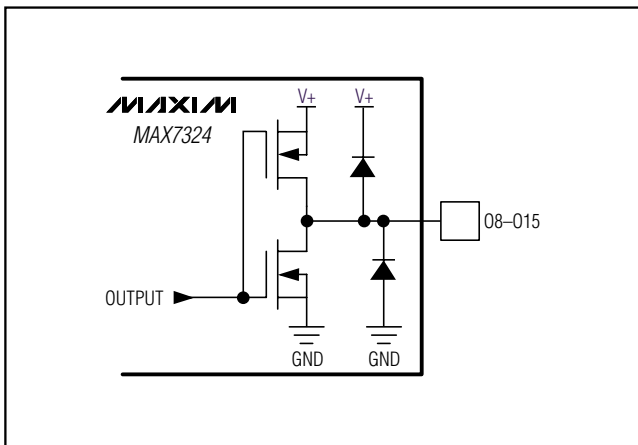 MAXIM
MAX7324
V+ V+
O8–O15
OUTPUT
GND GND